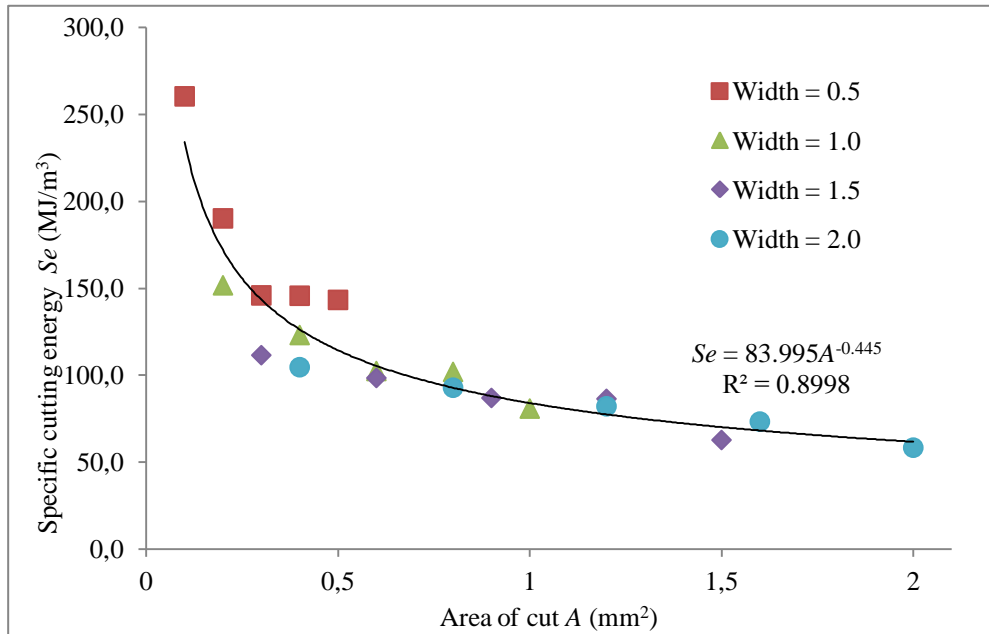 300,0
250,0
200,0
150,0
100,0
50,0
0,0
Specific cutting energy Se (MJ/m³)
Width = 0.5
Width = 1.0
Width = 1.5
Width = 2.0
Se = 83.995A⁻⁰·⁴⁴⁵
R² = 0.8998
0 0,5 1 1,5 2
Area of cut A (mm²)